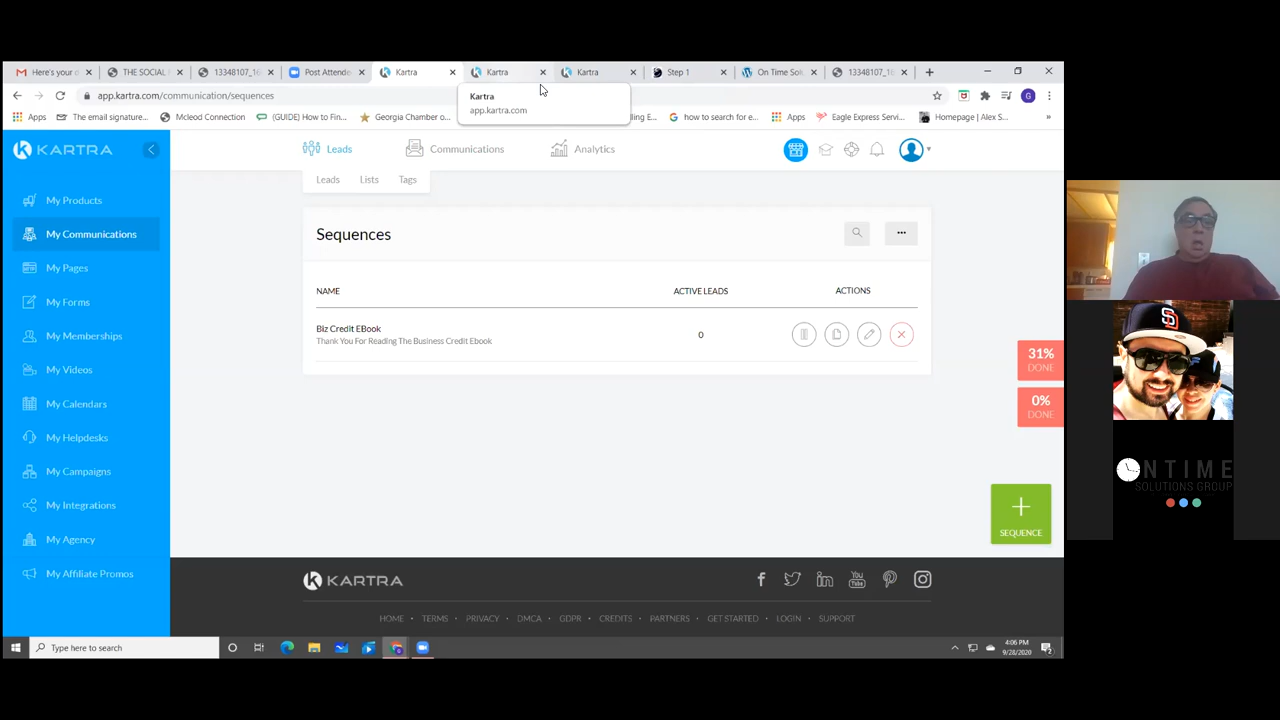 Here's your o
THE SOCIAL
13348107_1
Post Attende
Kartra
Kartra
Kartra
Step 1
On Time Solu
13348107_1
Kartra
app.kartra.com
app.kartra.com/communication/sequences
G
Apps
The email signature...
Mcleod Connection
(GUIDE) How to Fin...
Georgia Chamber o...
ling E...
how to search for e...
Apps
Eagle Express Servi...
Homepage | Alex S...
»
KARTRA
Leads
Communications
Analytics
Leads
Lists
Tags
My Products
My Communications
My Pages
My Forms
My Memberships
My Videos
My Calendars
My Helpdesks
My Campaigns
My Integrations
My Agency
My Affiliate Promos
Sequences
NAME
ACTIVE LEADS
ACTIONS
Biz Credit EBook
Thank You For Reading The Business Credit Ebook
0
31%
DONE
0%
DONE
+
SEQUENCE
KARTRA
HOME • TERMS • PRIVACY • DMCA • GDPR • CREDITS • PARTNERS • GET STARTED • LOGIN • SUPPORT
Type here to search
4:06 PM
9/28/2020
NTIME
SOLUTIONS GROUP